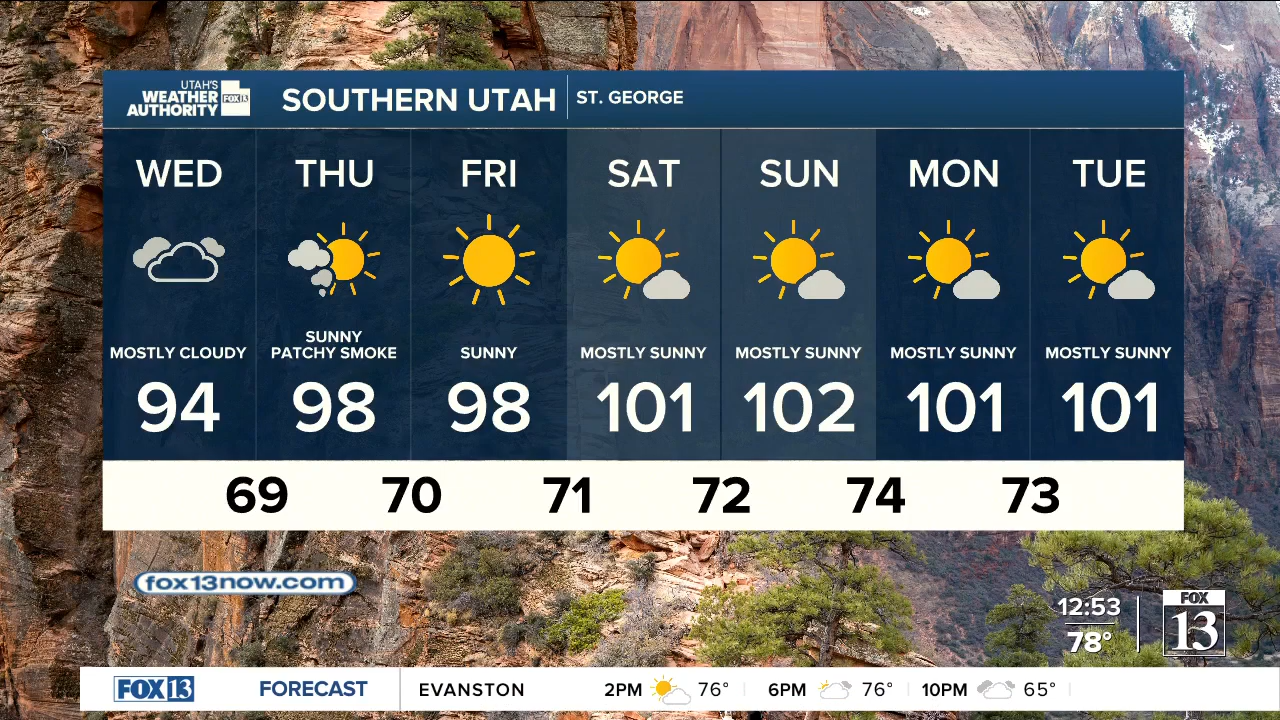 UTAH'S
WEATHER
AUTHORITY
FOX 13
SOUTHERN UTAH
ST. GEORGE
WED THU FRI SAT SUN MON TUE
SUNNY
MOSTLY CLOUDY PATCHY SMOKE SUNNY MOSTLY SUNNY MOSTLY SUNNY MOSTLY SUNNY MOSTLY SUNNY
94 98 98 101 102 101 101
69 70 71 72 74 73
fox13now.com
12:53
78°
FOX
13
FOX 13 FORECAST EVANSTON 2PM 76° 6PM 76° 10PM 65°